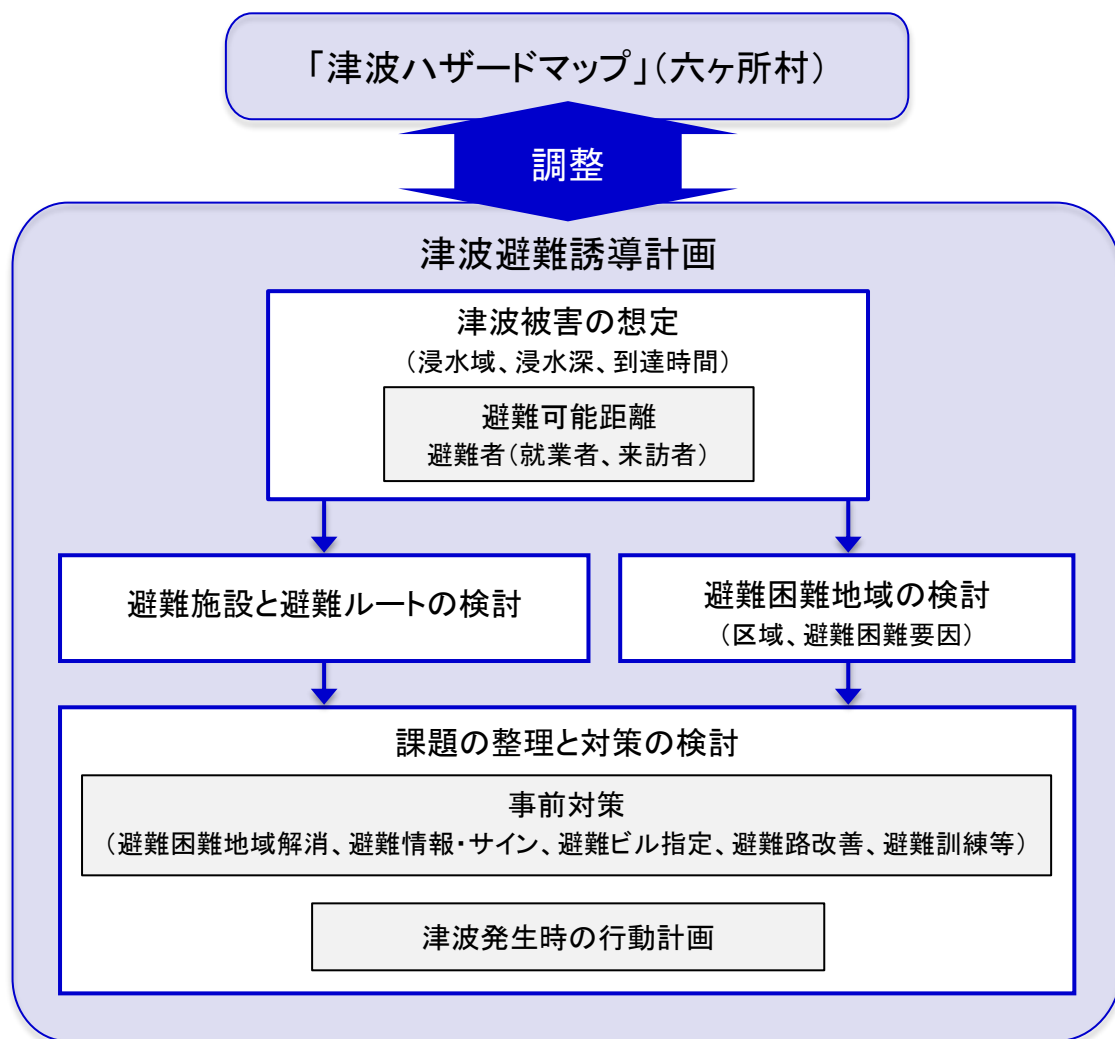 「津波ハザードマップ」（六ヶ所村）
調整
津波避難誘導計画
津波被害の想定
（浸水域、浸水深、到達時間）
避難可能距離
避難者（就業者、来訪者）
避難施設と避難ルートの検討
避難困難地域の検討
（区域、避難困難要因）
課題の整理と対策の検討
事前対策
（避難困難地域解消、避難情報・サイン、避難ビル指定、避難路改善、避難訓練等）
津波発生時の行動計画